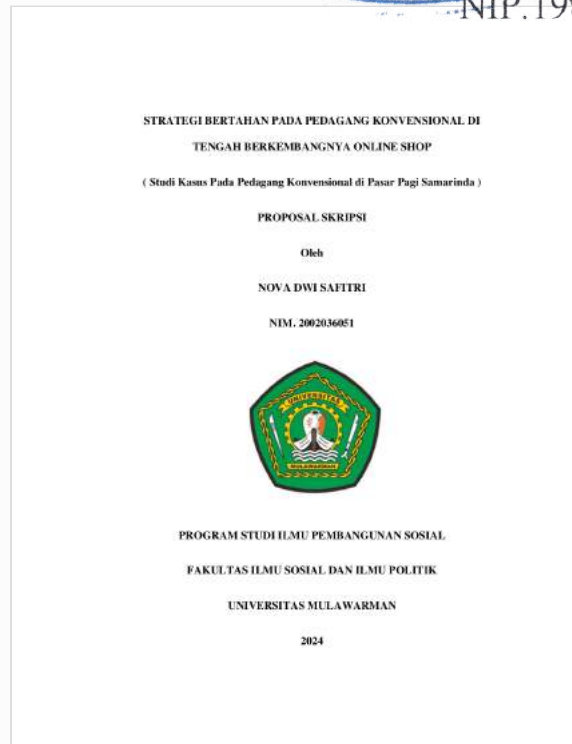 NIP.19
STRATEGI BERTAHAN PADA PEDAGANG KONVENSIONAL DI
TENGAH BERKEMBANGNYA ONLINE SHOP
( Studi Kasus Pada Pedagang Konvensional di Pasar Pagi Samarinda )
PROPOSAL SKRIPSI
Oleh
NOVA DWI SAFITRI
NIM. 2002036051
UNIVERSITAS
MULAWARMAN
PROGRAM STUDI ILMU PEMBANGUNAN SOSIAL
FAKULTAS ILMU SOSIAL DAN ILMU POLITIK
UNIVERSITAS MULAWARMAN
2024